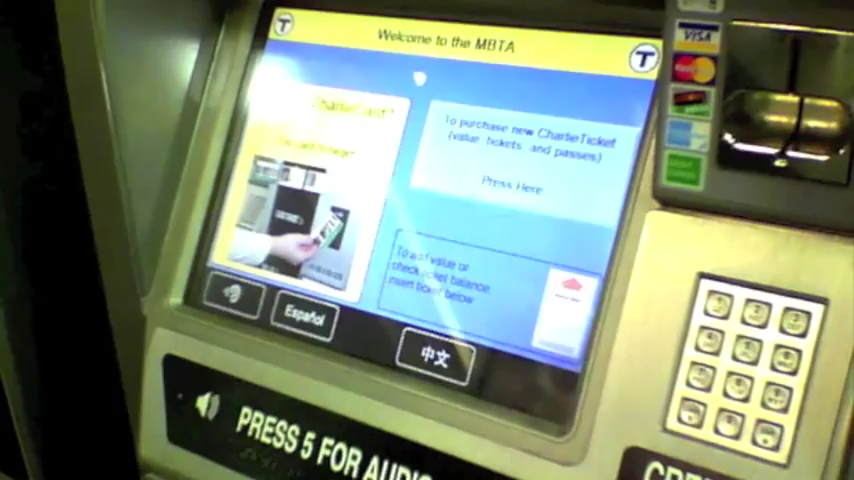 T
Welcome to the MBTA
T
VISA
CharlieCard?
To purchase new CharlieTicket
(value tickets and passes)
Press Here
To add value or
check ticket balance
insert ticket below
Español
中文
PRESS 5 FOR AUDIO